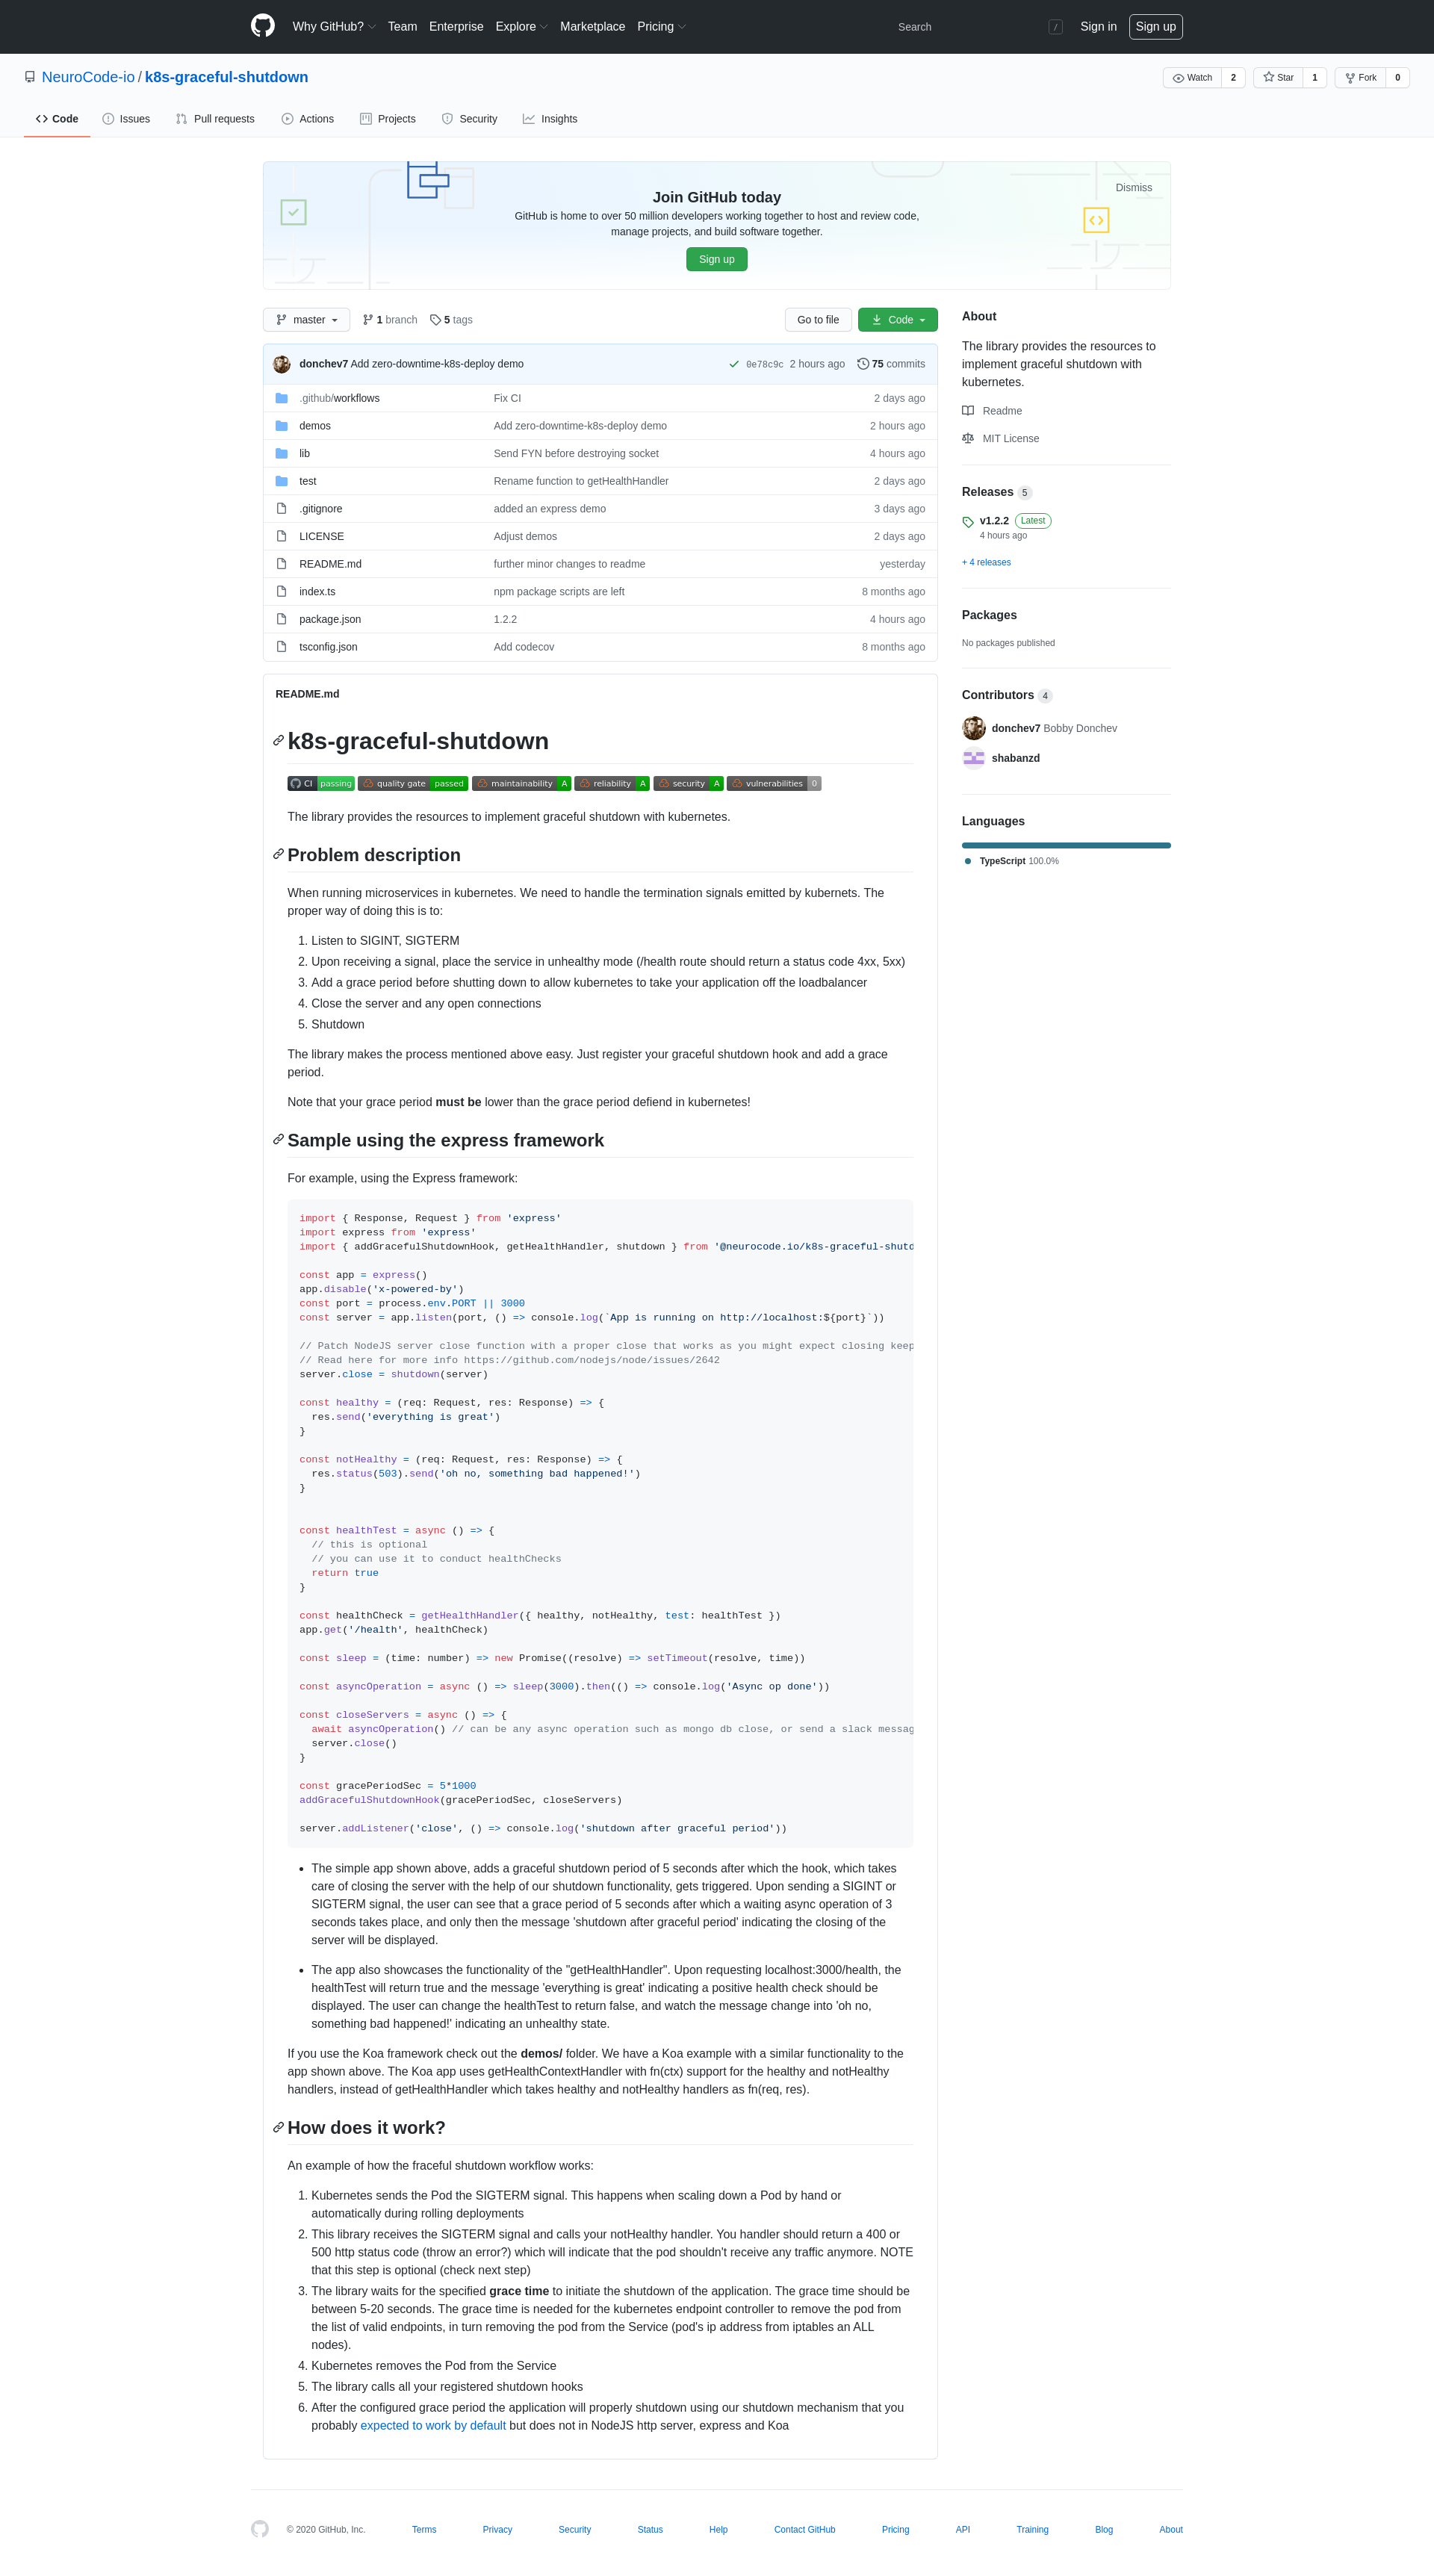 Why GitHub? Team Enterprise Explore Marketplace Pricing Search / Sign in Sign up
NeuroCode-io / k8s-graceful-shutdown
Watch 2 Star 1 Fork 0
Code Issues Pull requests Actions Projects Security Insights
Dismiss
Join GitHub today
GitHub is home to over 50 million developers working together to host and review code,
manage projects, and build software together.
Sign up
master 1 branch 5 tags Go to file Code
donchev7 Add zero-downtime-k8s-deploy demo 0e78c9c 2 hours ago 75 commits
.github/workflows Fix CI 2 days ago
demos Add zero-downtime-k8s-deploy demo 2 hours ago
lib Send FYN before destroying socket 4 hours ago
test Rename function to getHealthHandler 2 days ago
.gitignore added an express demo 3 days ago
LICENSE Adjust demos 2 days ago
README.md further minor changes to readme yesterday
index.ts npm package scripts are left 8 months ago
package.json 1.2.2 4 hours ago
tsconfig.json Add codecov 8 months ago
About
The library provides the resources to
implement graceful shutdown with
kubernetes.
Readme
MIT License
Releases 5
v1.2.2 Latest
4 hours ago
+ 4 releases
Packages
No packages published
Contributors 4
donchev7 Bobby Donchev
shabanzd
Languages
TypeScript 100.0%
README.md
k8s-graceful-shutdown
CI passing quality gate passed maintainability A reliability A security A vulnerabilities 0
The library provides the resources to implement graceful shutdown with kubernetes.
Problem description
When running microservices in kubernetes. We need to handle the termination signals emitted by kubernets. The
proper way of doing this is to:
1. Listen to SIGINT, SIGTERM
2. Upon receiving a signal, place the service in unhealthy mode (/health route should return a status code 4xx, 5xx)
3. Add a grace period before shutting down to allow kubernetes to take your application off the loadbalancer
4. Close the server and any open connections
5. Shutdown
The library makes the process mentioned above easy. Just register your graceful shutdown hook and add a grace
period.
Note that your grace period must be lower than the grace period defiend in kubernetes!
Sample using the express framework
For example, using the Express framework:
import { Response, Request } from 'express'
import express from 'express'
import { addGracefulShutdownHook, getHealthHandler, shutdown } from '@neurocode.io/k8s-graceful-shutd
const app = express()
app.disable('x-powered-by')
const port = process.env.PORT || 3000
const server = app.listen(port, () => console.log(`App is running on http://localhost:${port}`))
// Patch NodeJS server close function with a proper close that works as you might expect closing keep
// Read here for more info https://github.com/nodejs/node/issues/2642
server.close = shutdown(server)
const healthy = (req: Request, res: Response) => {
  res.send('everything is great')
}
const notHealthy = (req: Request, res: Response) => {
  res.status(503).send('oh no, something bad happened!')
}
const healthTest = async () => {
  // this is optional
  // you can use it to conduct healthChecks
  return true
}
const healthCheck = getHealthHandler({ healthy, notHealthy, test: healthTest })
app.get('/health', healthCheck)
const sleep = (time: number) => new Promise((resolve) => setTimeout(resolve, time))
const asyncOperation = async () => sleep(3000).then(() => console.log('Async op done'))
const closeServers = async () => {
  await asyncOperation() // can be any async operation such as mongo db close, or send a slack messag
  server.close()
}
const gracePeriodSec = 5*1000
addGracefulShutdownHook(gracePeriodSec, closeServers)
server.addListener('close', () => console.log('shutdown after graceful period'))
• The simple app shown above, adds a graceful shutdown period of 5 seconds after which the hook, which takes
care of closing the server with the help of our shutdown functionality, gets triggered. Upon sending a SIGINT or
SIGTERM signal, the user can see that a grace period of 5 seconds after which a waiting async operation of 3
seconds takes place, and only then the message 'shutdown after graceful period' indicating the closing of the
server will be displayed.
• The app also showcases the functionality of the "getHealthHandler". Upon requesting localhost:3000/health, the
healthTest will return true and the message 'everything is great' indicating a positive health check should be
displayed. The user can change the healthTest to return false, and watch the message change into 'oh no,
something bad happened!' indicating an unhealthy state.
If you use the Koa framework check out the demos/ folder. We have a Koa example with a similar functionality to the
app shown above. The Koa app uses getHealthContextHandler with fn(ctx) support for the healthy and notHealthy
handlers, instead of getHealthHandler which takes healthy and notHealthy handlers as fn(req, res).
How does it work?
An example of how the fraceful shutdown workflow works:
1. Kubernetes sends the Pod the SIGTERM signal. This happens when scaling down a Pod by hand or
automatically during rolling deployments
2. This library receives the SIGTERM signal and calls your notHealthy handler. You handler should return a 400 or
500 http status code (throw an error?) which will indicate that the pod shouldn't receive any traffic anymore. NOTE
that this step is optional (check next step)
3. The library waits for the specified grace time to initiate the shutdown of the application. The grace time should be
between 5-20 seconds. The grace time is needed for the kubernetes endpoint controller to remove the pod from
the list of valid endpoints, in turn removing the pod from the Service (pod's ip address from iptables an ALL
nodes).
4. Kubernetes removes the Pod from the Service
5. The library calls all your registered shutdown hooks
6. After the configured grace period the application will properly shutdown using our shutdown mechanism that you
probably expected to work by default but does not in NodeJS http server, express and Koa
© 2020 GitHub, Inc. Terms Privacy Security Status Help Contact GitHub Pricing API Training Blog About